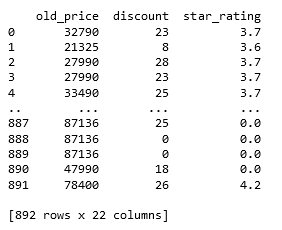 old_price discount star_rating
0 32790 23 3.7
1 21325 8 3.6
2 27990 28 3.7
3 27990 23 3.7
4 33490 25 3.7
.. ... ... ...
887 87136 25 0.0
888 87136 0 0.0
889 87136 0 0.0
890 47990 18 0.0
891 78400 26 4.2
[892 rows x 22 columns]